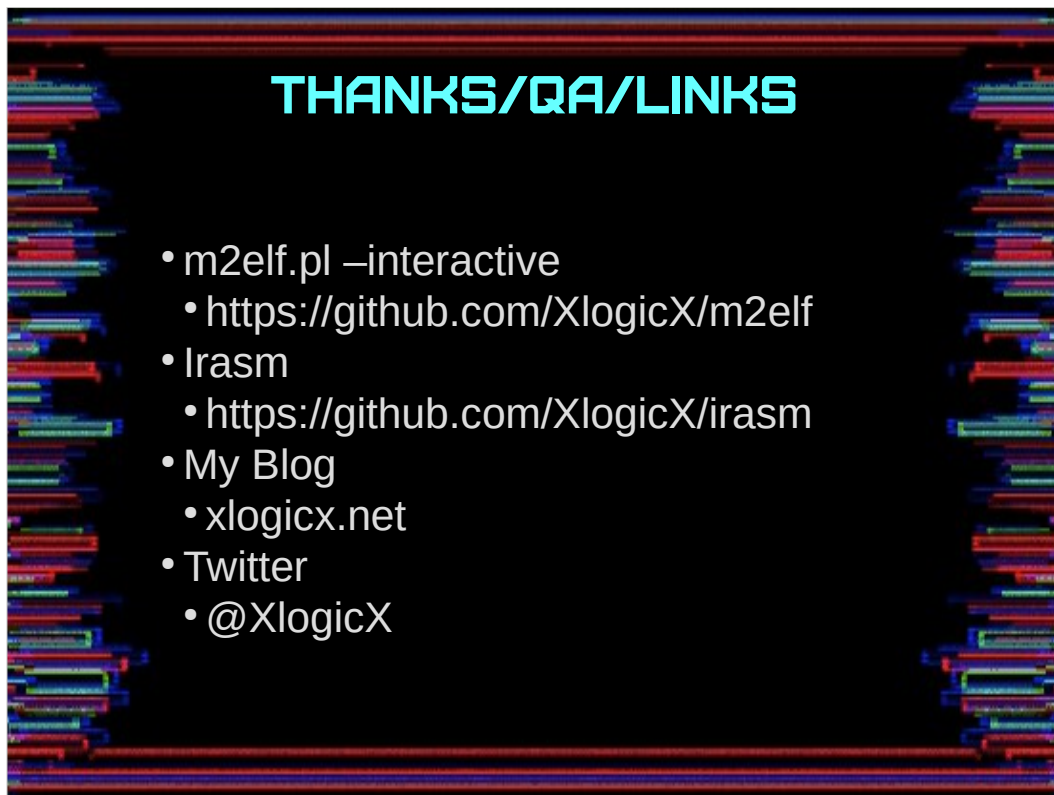 THANKS/QA/LINKS
• m2elf.pl –interactive
• https://github.com/XlogicX/m2elf
• Irasm
• https://github.com/XlogicX/irasm
• My Blog
• xlogicx.net
• Twitter
• @XlogicX